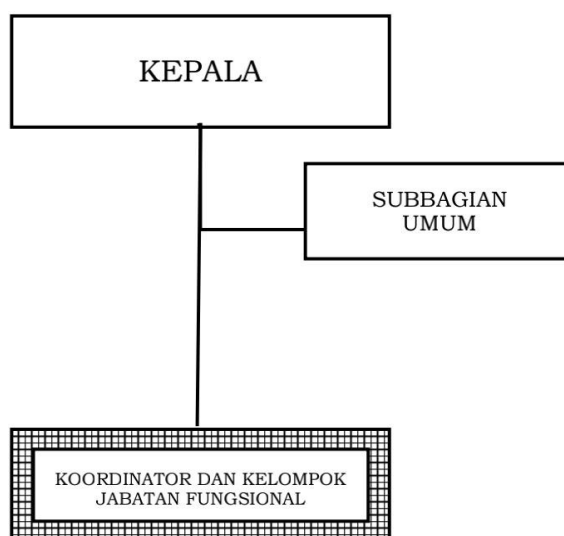 KEPALA
SUBBAGIAN
UMUM
KOORDINATOR DAN KELOMPOK
JABATAN FUNGSIONAL